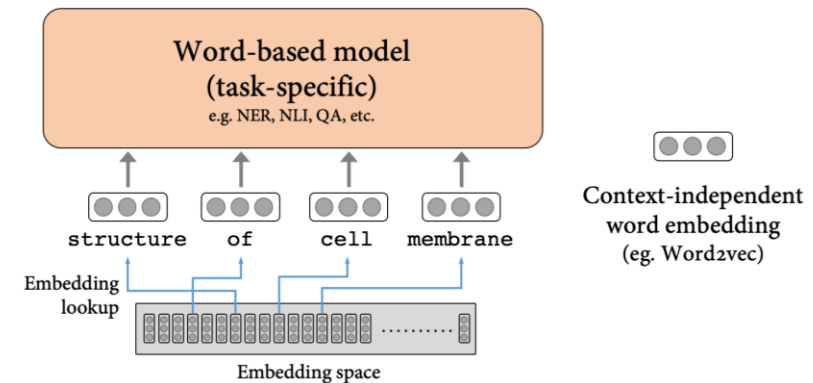 Word-based model
(task-specific)
e.g. NER, NLI, QA, etc.
structure of cell membrane
Embedding
lookup
Embedding space
Context-independent
word embedding
(eg. Word2vec)